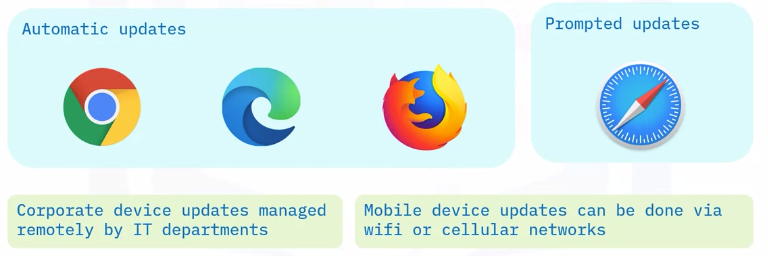 Automatic updates
Prompted updates
Corporate device updates managed
remotely by IT departments
Mobile device updates can be done via
wifi or cellular networks